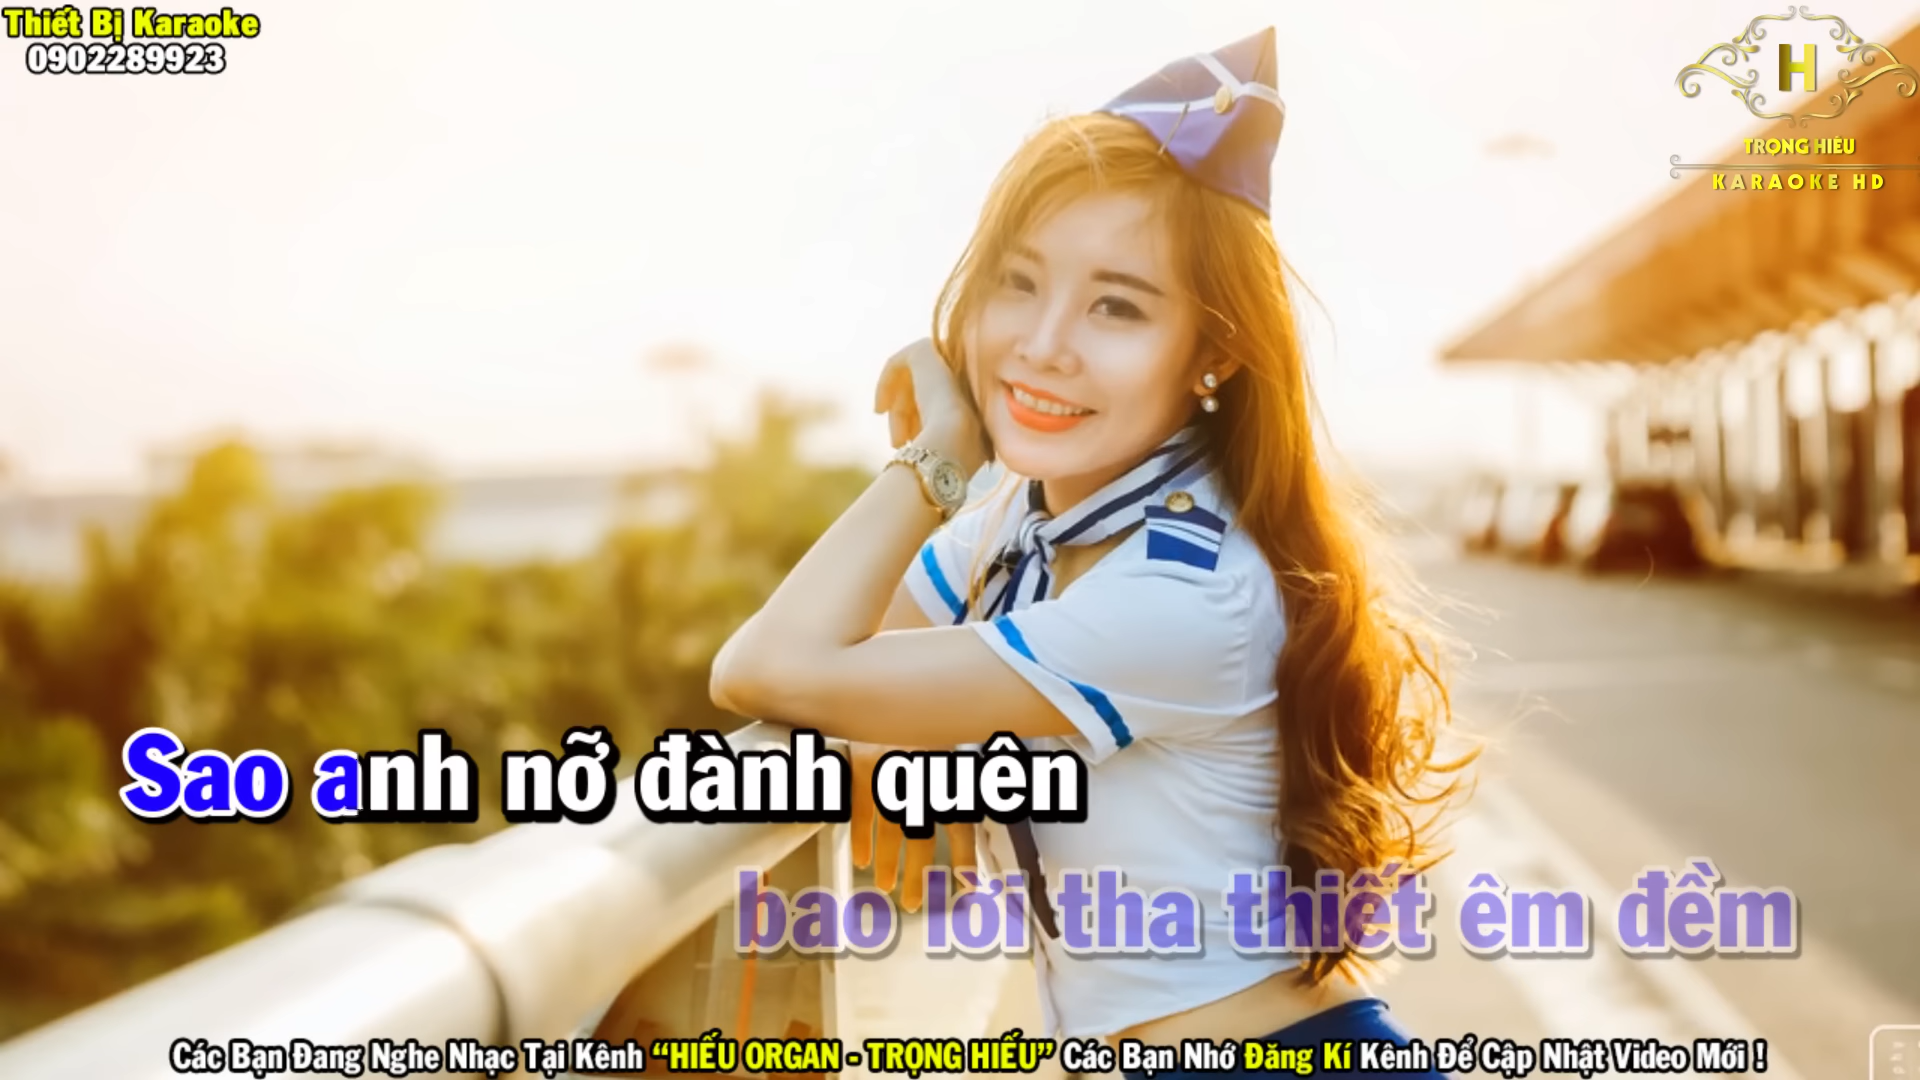 Thiết Bị Karaoke
0902289923
H
TRỌNG HIẾU
KARAOKE HD
Sao anh nỡ đành quên
bao lời tha thiết êm đềm
Các Bạn Đang Nghe Nhạc Tại Kênh “HIẾU ORGAN - TRỌNG HIẾU” Các Bạn Nhớ Đăng Kí Kênh Để Cập Nhật Video Mới !